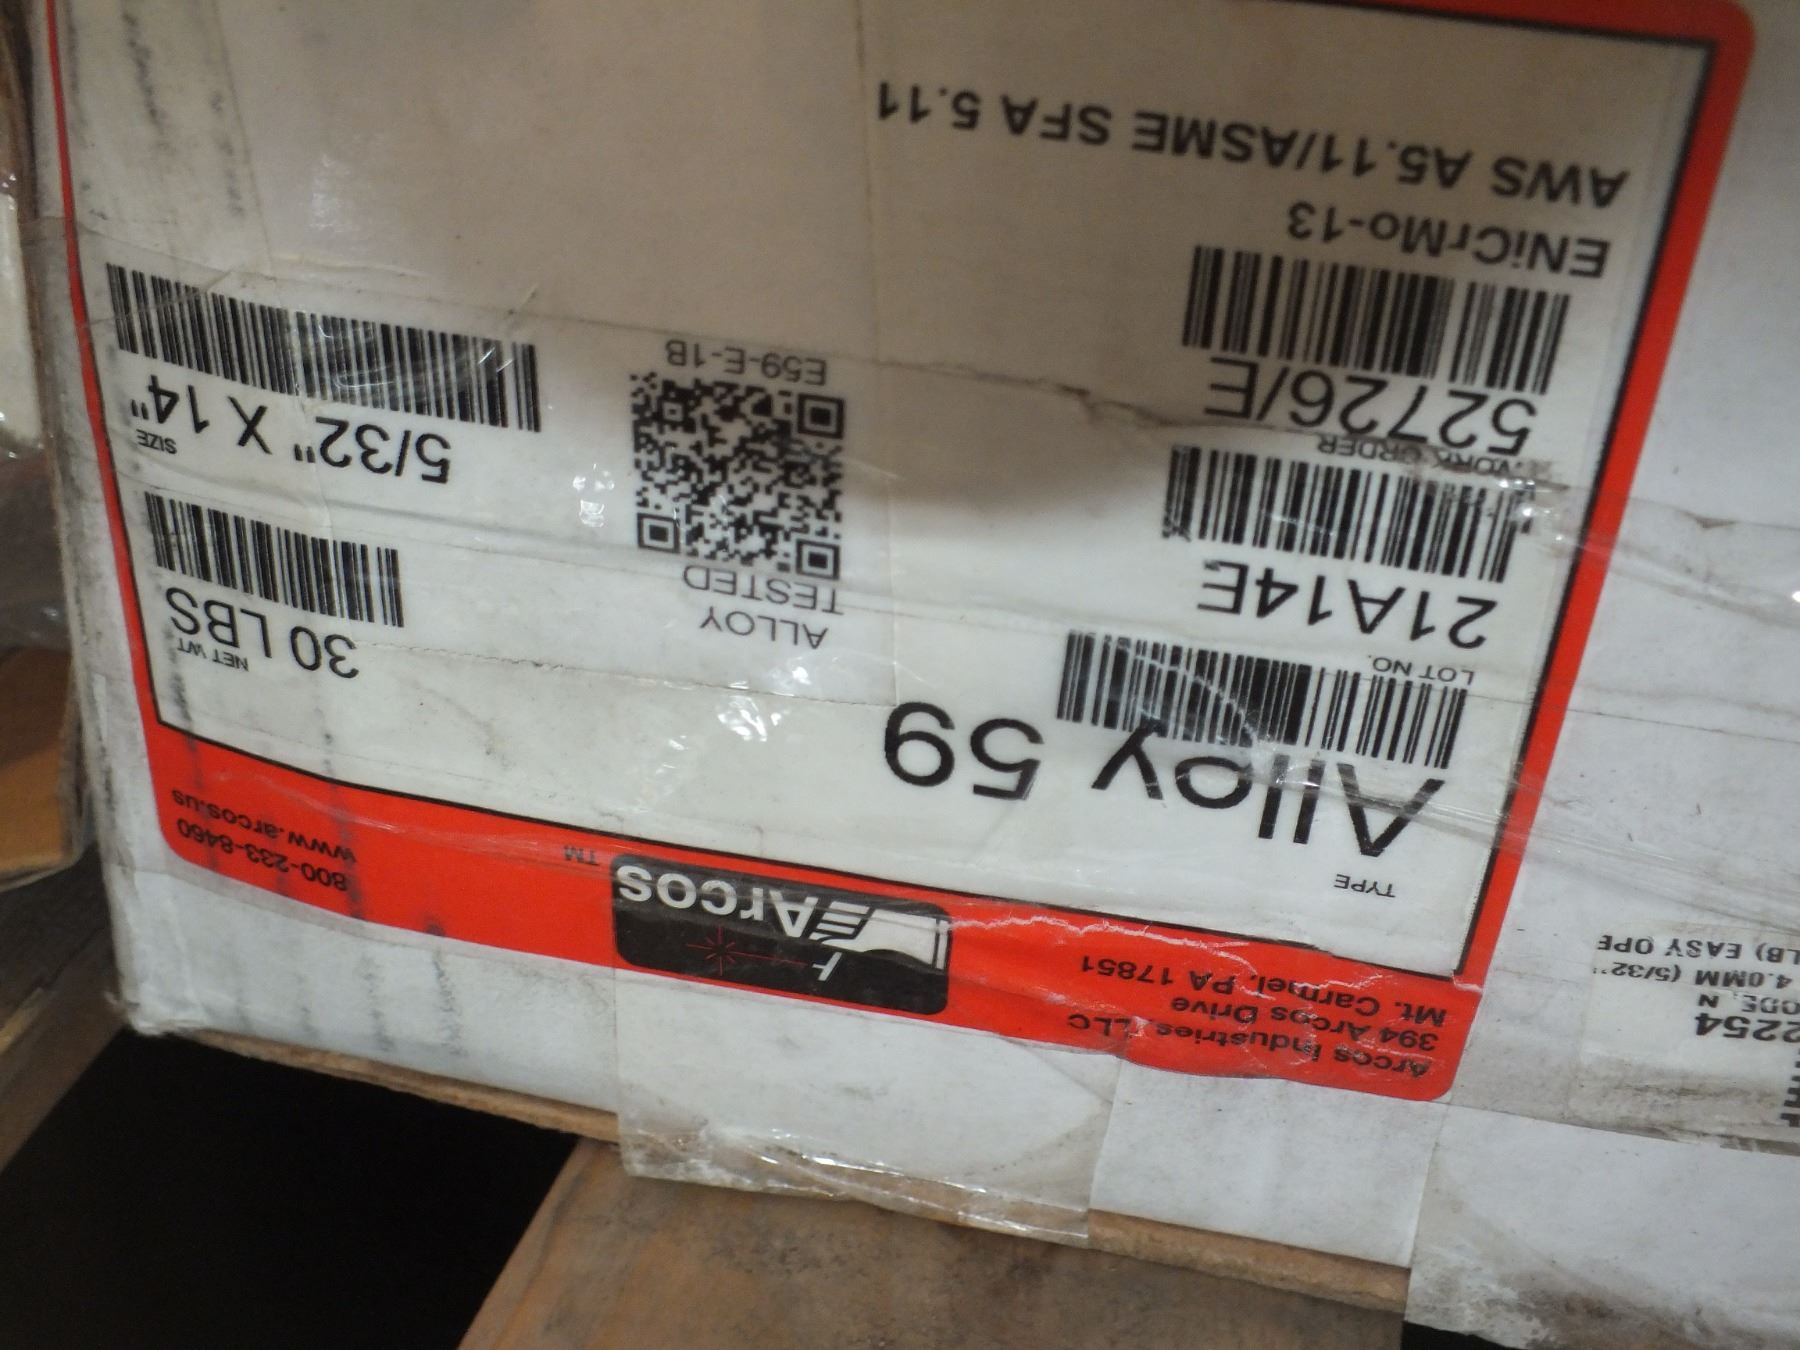 Arcos Industries, LLC
394 Arcos Drive
Mt. Carmel, PA 17851
Arcos
TM
800-233-8460
www.arcos.us
TYPE
Alloy 59
LOT NO.
21A14E
WORK ORDER
52726/E
ENiCrMo-13
AWS A5.11/ASME SFA 5.11
ALLOY
TESTED
E59-E-1B
NET WT
30 LBS
SIZE
5/32" X 14"
2254
4.0MM (5/32"
LB) EASY OPE